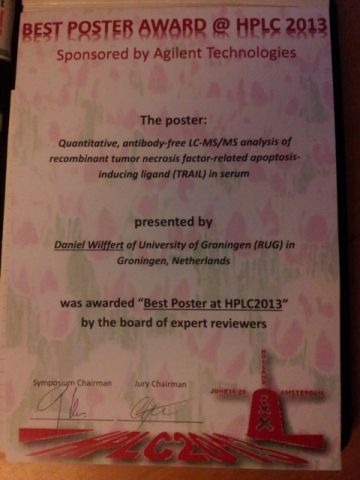 BEST POSTER AWARD @ HPLC 2013
Sponsored by Agilent Technologies
The poster:
Quantitative, antibody-free LC-MS/MS analysis of
recombinant tumor necrosis factor-related apoptosis-
inducing ligand (TRAIL) in serum
presented by
Daniel Wilffert of University of Groningen (RUG) in
Groningen, Netherlands
was awarded “Best Poster at HPLC2013”
by the board of expert reviewers
Symposium Chairman Jury Chairman
AMSTERDAM
XXX